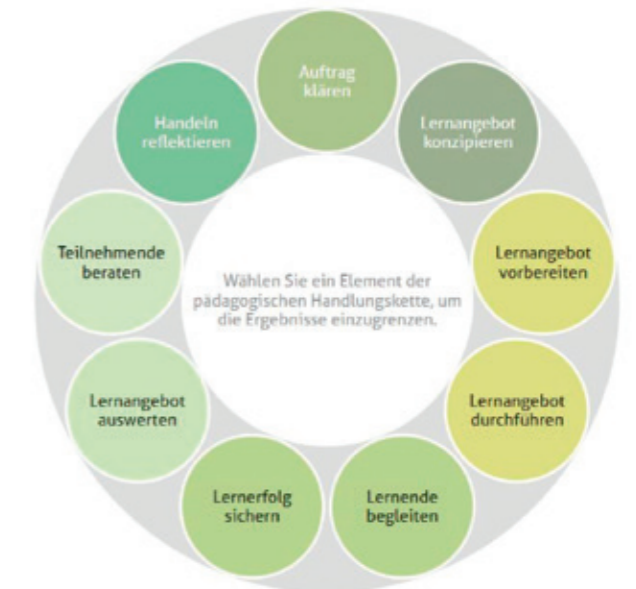 Auftrag
klären
Lernangebot
konzipieren
Lernangebot
vorbereiten
Lernangebot
durchführen
Lernende
begleiten
Lernerfolg
sichern
Lernangebot
auswerten
Teilnehmende
beraten
Handeln
reflektieren
Wählen Sie ein Element der
pädagogischen Handlungskette, um
die Ergebnisse einzugrenzen.